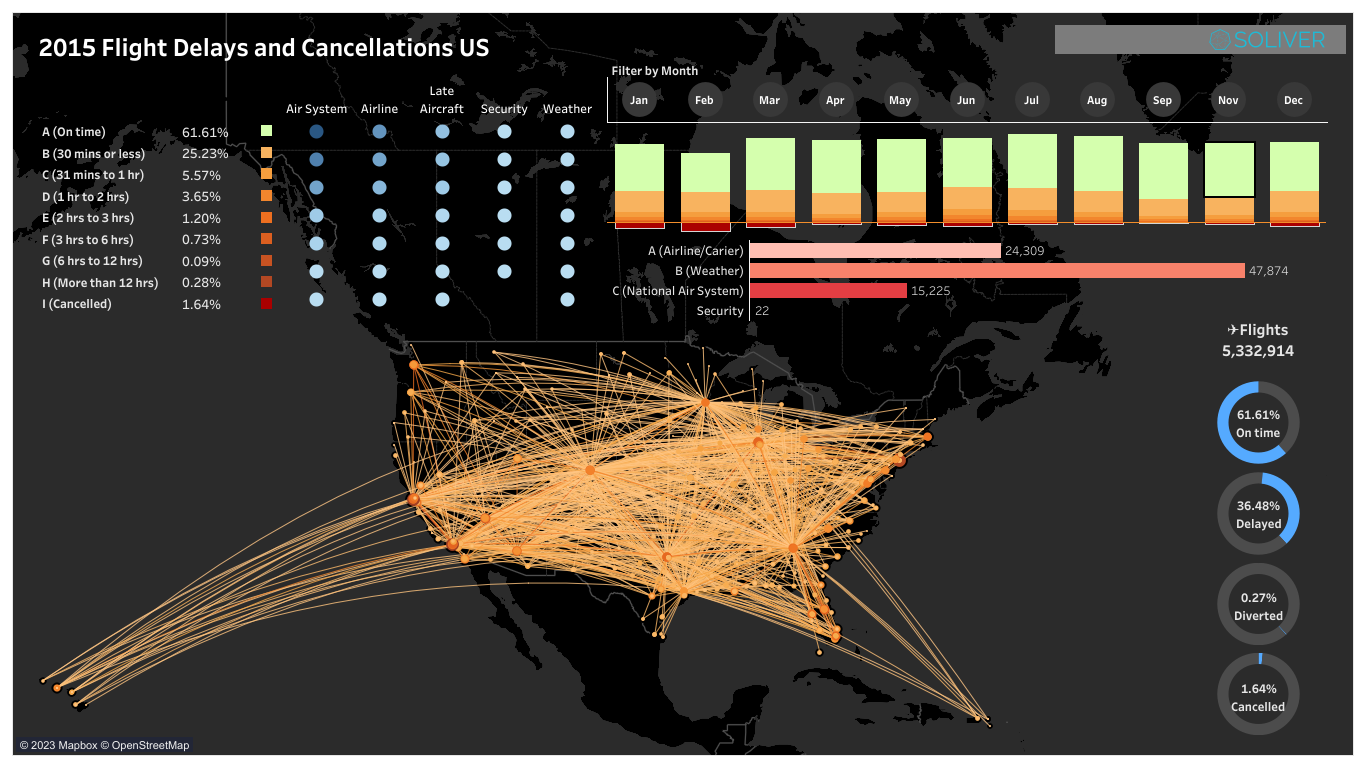 2015 Flight Delays and Cancellations US
SOLIVER
Filter by Month
Jan Feb Mar Apr May Jun Jul Aug Sep Nov Dec
Late
Air System Airline Aircraft Security Weather
A (On time) 61.61%
B (30 mins or less) 25.23%
C (31 mins to 1 hr) 5.57%
D (1 hr to 2 hrs) 3.65%
E (2 hrs to 3 hrs) 1.20%
F (3 hrs to 6 hrs) 0.73%
G (6 hrs to 12 hrs) 0.09%
H (More than 12 hrs) 0.28%
I (Cancelled) 1.64%
A (Airline/Carier) 24,309
B (Weather) 47,874
C (National Air System) 15,225
Security 22
✈Flights
5,332,914
61.61%
On time
36.48%
Delayed
0.27%
Diverted
1.64%
Cancelled
© 2023 Mapbox © OpenStreetMap